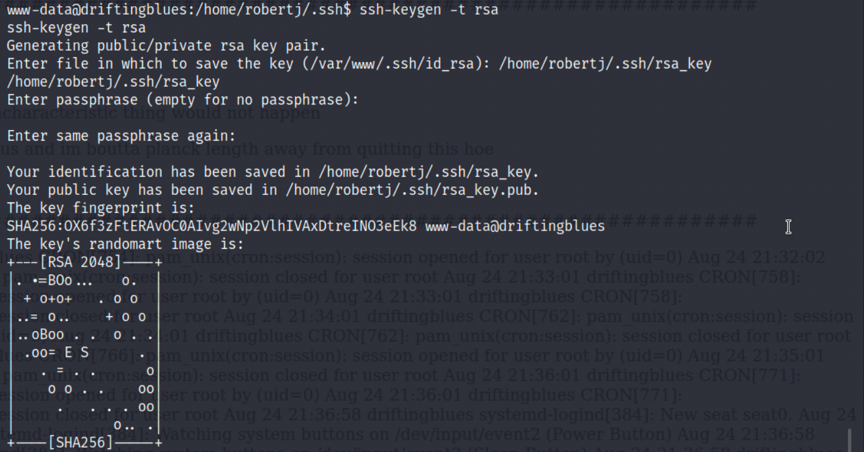 www-data@driftingblues:/home/robertj/.ssh$ ssh-keygen -t rsa
ssh-keygen -t rsa
Generating public/private rsa key pair.
Enter file in which to save the key (/var/www/.ssh/id_rsa): /home/robertj/.ssh/rsa_key
/home/robertj/.ssh/rsa_key
Enter passphrase (empty for no passphrase):
characteristic thing would not happen
Enter same passphrase again:
us and im boutta planck length away from quitting this hoe
Your identification has been saved in /home/robertj/.ssh/rsa_key.
Your public key has been saved in /home/robertj/.ssh/rsa_key.pub.
The key fingerprint is:
SHA256:OX6f3zFtERAvOC0AIvg2wNp2VlhIVAxDtreINO3eEk8 www-data@driftingblues
The key's randomart image is:
session opened for user root by (uid=0) Aug 24 21:32:02
+---[RSA 2048]----+
|. .=BOo...   o.  |
pam_unix(cron:session): session closed for user root Aug 24 21:33:01 driftingblues CRON[758]:
| + o+o+   . o o  |
opened for user root by (uid=0) Aug 24 21:33:01 driftingblues CRON[758]:
|..= o..    + o o |
user root Aug 24 21:34:01 driftingblues CRON[762]: pam_unix(cron:session): session
|..oBoo . .  o . .|
driftingblues CRON[762]: pam_unix(cron:session): session closed for user root
| .oo= E S      . |
CRON[766]: pam_unix(cron:session): session opened for user root by (uid=0) Aug 24 21:35:01
|   . = . .      o|
pam_unix(cron:session): session closed for user root Aug 24 21:36:01 driftingblues CRON[771]:
|    o o . .    oo|
session opened for user root by (uid=0) Aug 24 21:36:01 driftingblues CRON[771]:
|     .   . . . oo|
session closed for user root Aug 24 21:36:58 driftingblues systemd-logind[384]: New seat seat0. Aug 24
|            o.. .|
Watching system buttons on /dev/input/event2 (Power Button) Aug 24 21:36:58
+----[SHA256]-----+